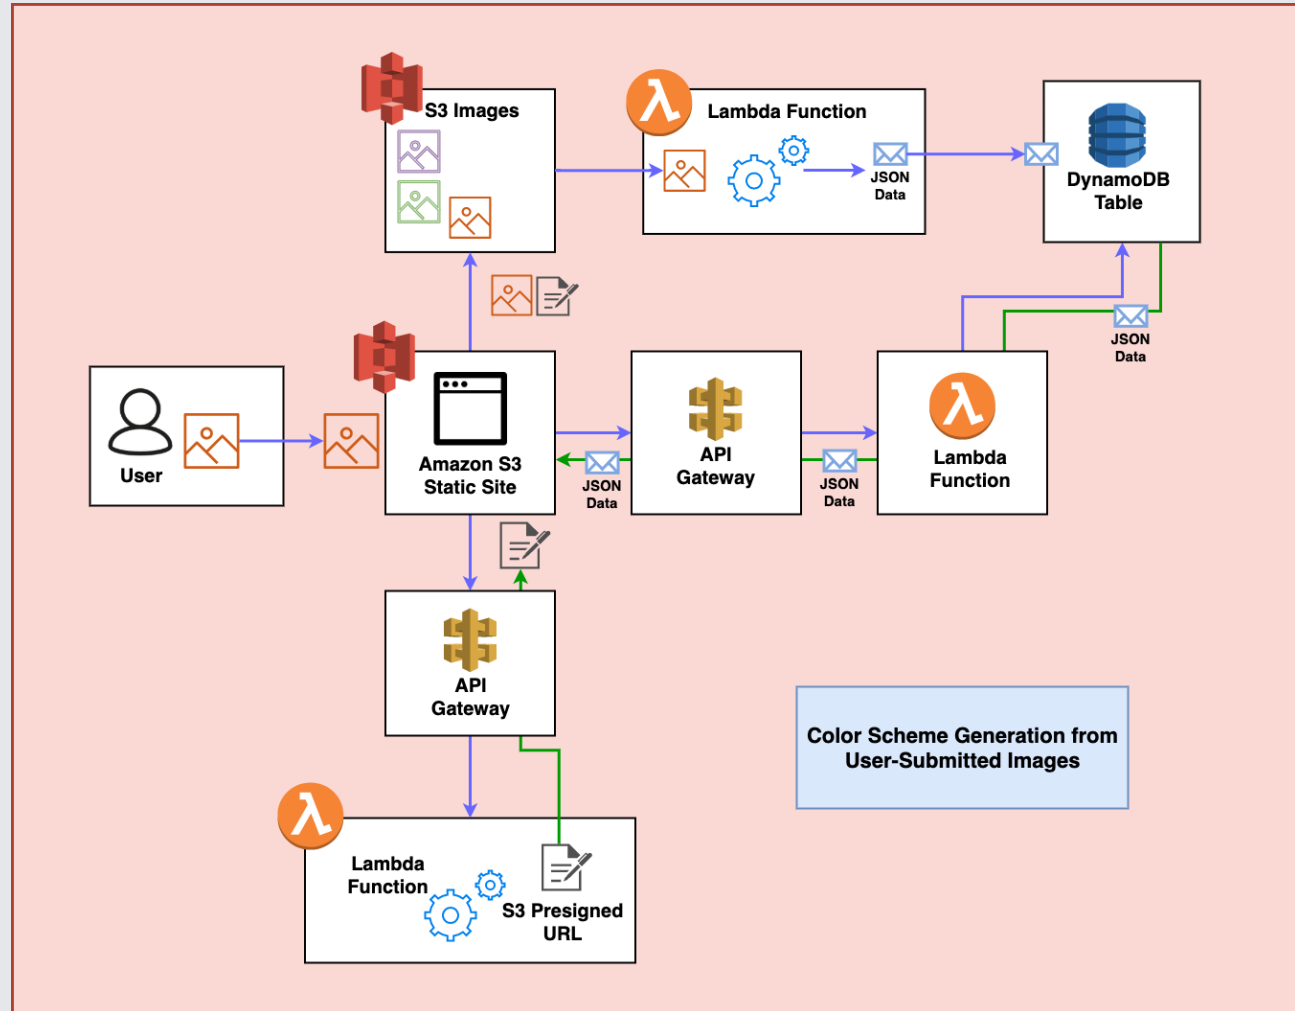 S3 Images
Lambda Function
JSON
Data
DynamoDB
Table
JSON
Data
User
Amazon S3
Static Site
JSON
Data
API
Gateway
JSON
Data
Lambda
Function
API
Gateway
Color Scheme Generation from
User-Submitted Images
Lambda
Function
S3 Presigned
URL